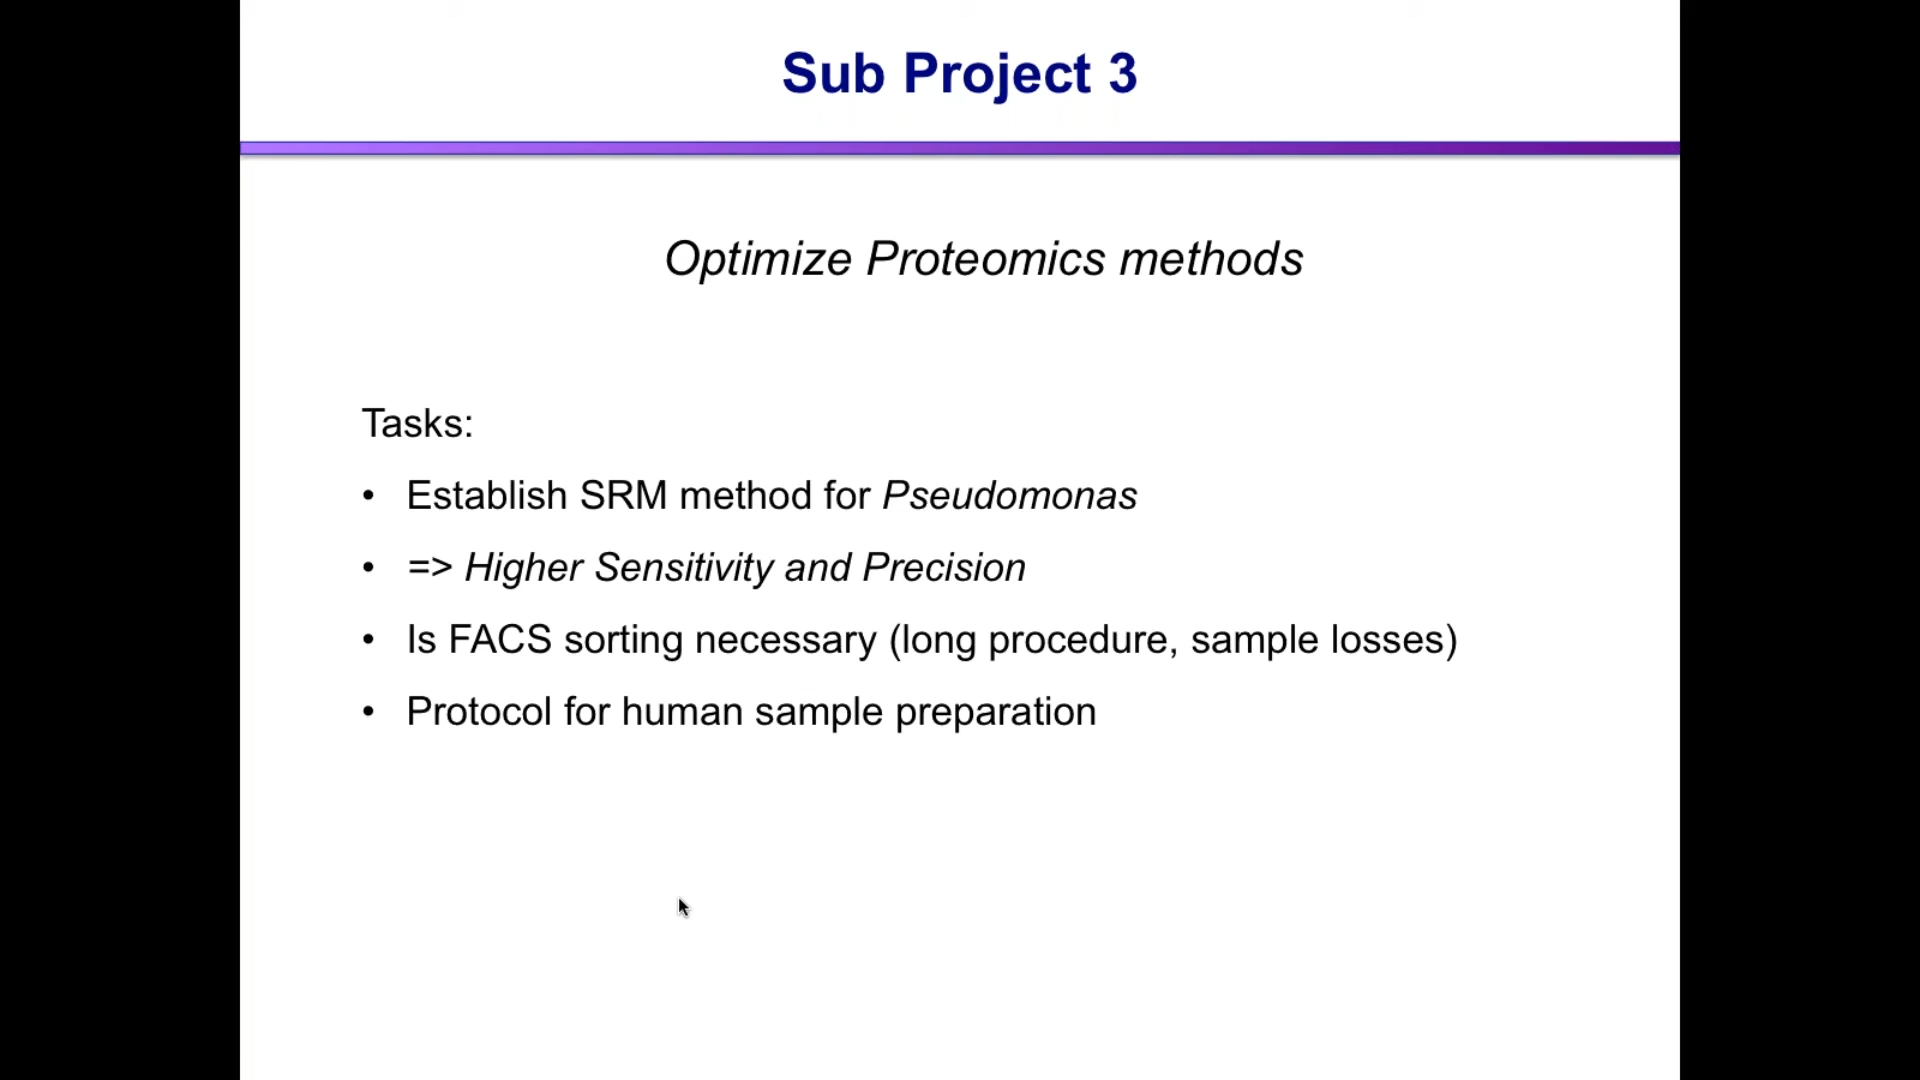 Sub Project 3
Optimize Proteomics methods
Tasks:
• Establish SRM method for Pseudomonas
• => Higher Sensitivity and Precision
• Is FACS sorting necessary (long procedure, sample losses)
• Protocol for human sample preparation